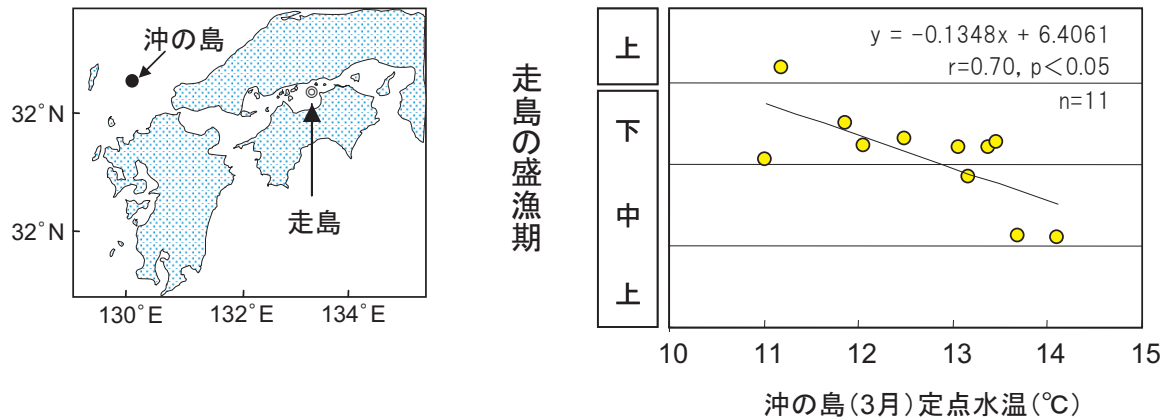 沖の島
32°N
32°N
走島
130°E 132°E 134°E
走島の盛漁期
上
下
中
上
y = -0.1348x + 6.4061
r=0.70, p<0.05
n=11
10 11 12 13 14 15
沖の島(3月)定点水温(℃)